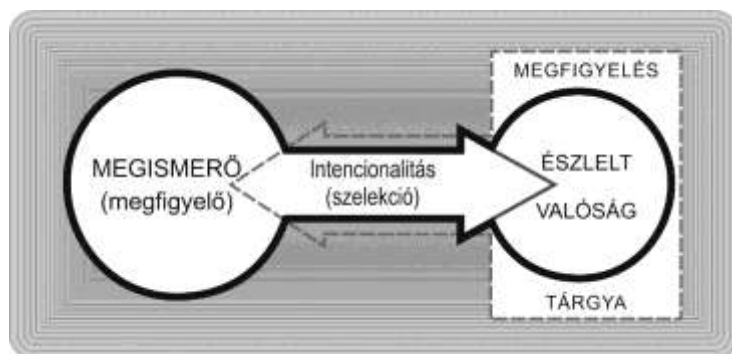 MEGISMERŐ
(megfigyelő)
Intencionalitás
(szelekció)
MEGFIGYELÉS
ÉSZLELT
VALÓSÁG
TÁRGYA